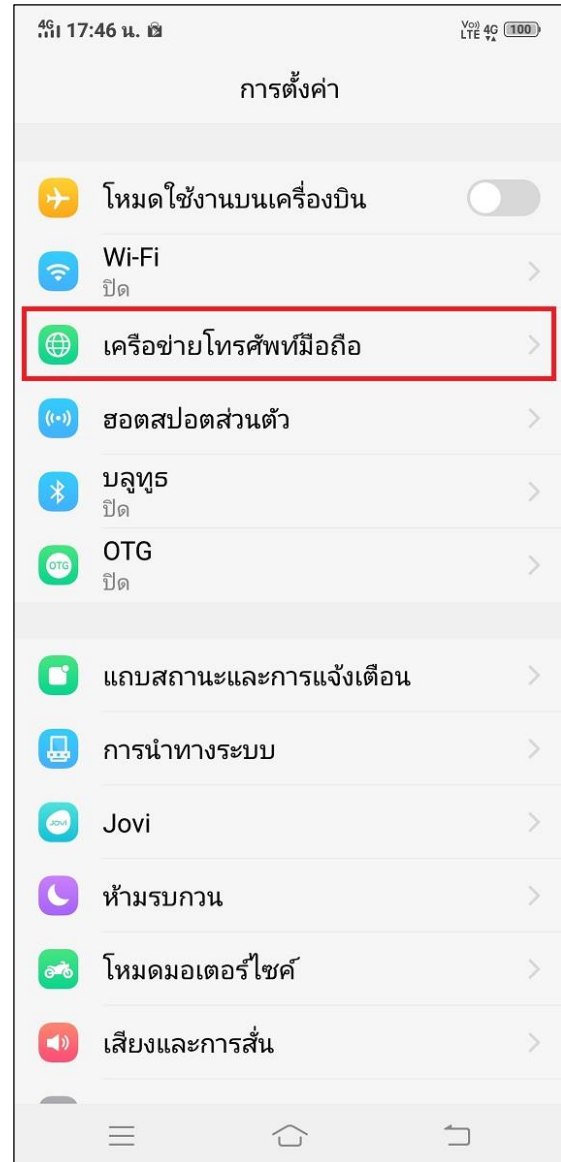 4G 17:46 น. VoLTE 4G 100
การตั้งค่า
โหมดใช้งานบนเครื่องบิน
Wi-Fi
ปิด
เครือข่ายโทรศัพท์มือถือ
ฮอตสปอตส่วนตัว
บลูทูธ
ปิด
OTG
OTG
ปิด
แถบสถานะและการแจ้งเตือน
การนำทางระบบ
JOVI
Jovi
ห้ามรบกวน
โหมดมอเตอร์ไซค์
เสียงและการสั่น